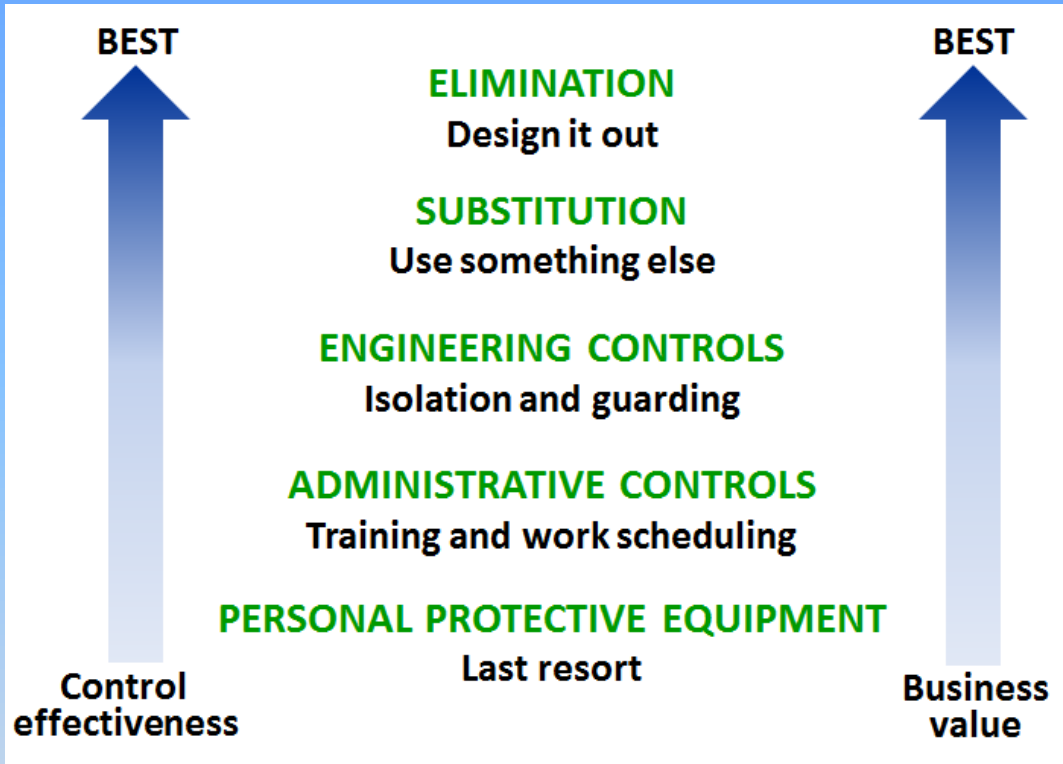 BEST
BEST
ELIMINATION
Design it out
SUBSTITUTION
Use something else
ENGINEERING CONTROLS
Isolation and guarding
ADMINISTRATIVE CONTROLS
Training and work scheduling
PERSONAL PROTECTIVE EQUIPMENT
Last resort
Control
effectiveness
Business
value